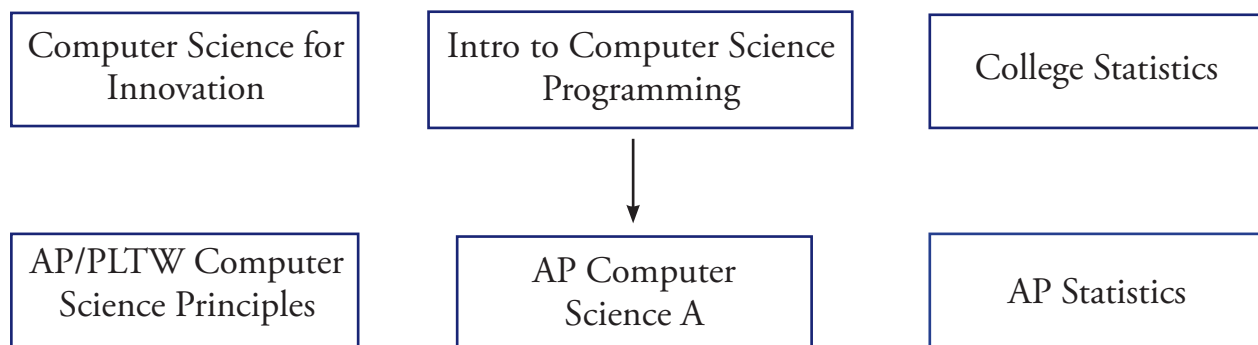 Computer Science for
Innovation
Intro to Computer Science
Programming
College Statistics
AP/PLTW Computer
Science Principles
AP Computer
Science A
AP Statistics